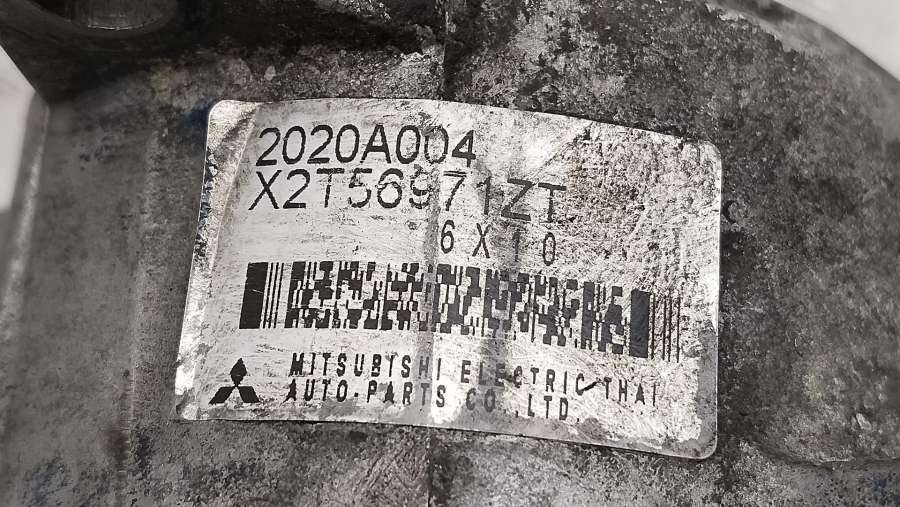 2020A004
X2T56971ZT
6X10
MITSUBISHI ELECTRIC THAI
AUTO-PARTS CO.,LTD.